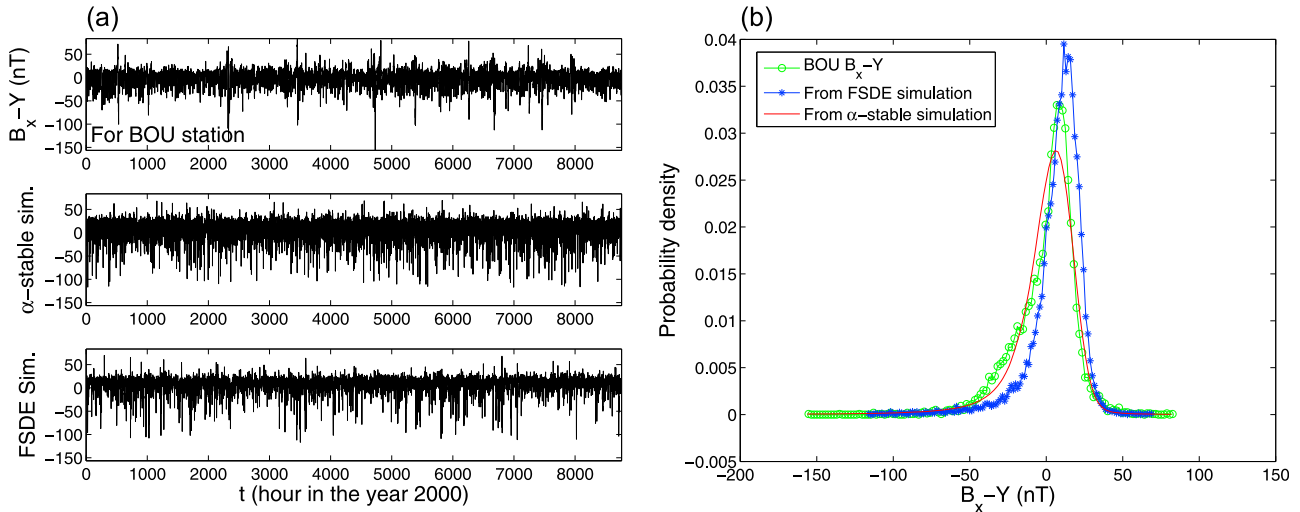 (a)
B_x-Y (nT)
50
0
-50
-100
-150
For BOU station
0 1000 2000 3000 4000 5000 6000 7000 8000
α-stable sim.
50
0
-50
-100
-150
0 1000 2000 3000 4000 5000 6000 7000 8000
FSDE Sim.
50
0
-50
-100
-150
0 1000 2000 3000 4000 5000 6000 7000 8000
t (hour in the year 2000)
(b)
Probability density
0.04
0.035
0.03
0.025
0.02
0.015
0.01
0.005
0
-0.005
BOU B_x-Y
From FSDE simulation
From α-stable simulation
-200 -150 -100 -50 0 50 100 150
B_x-Y (nT)